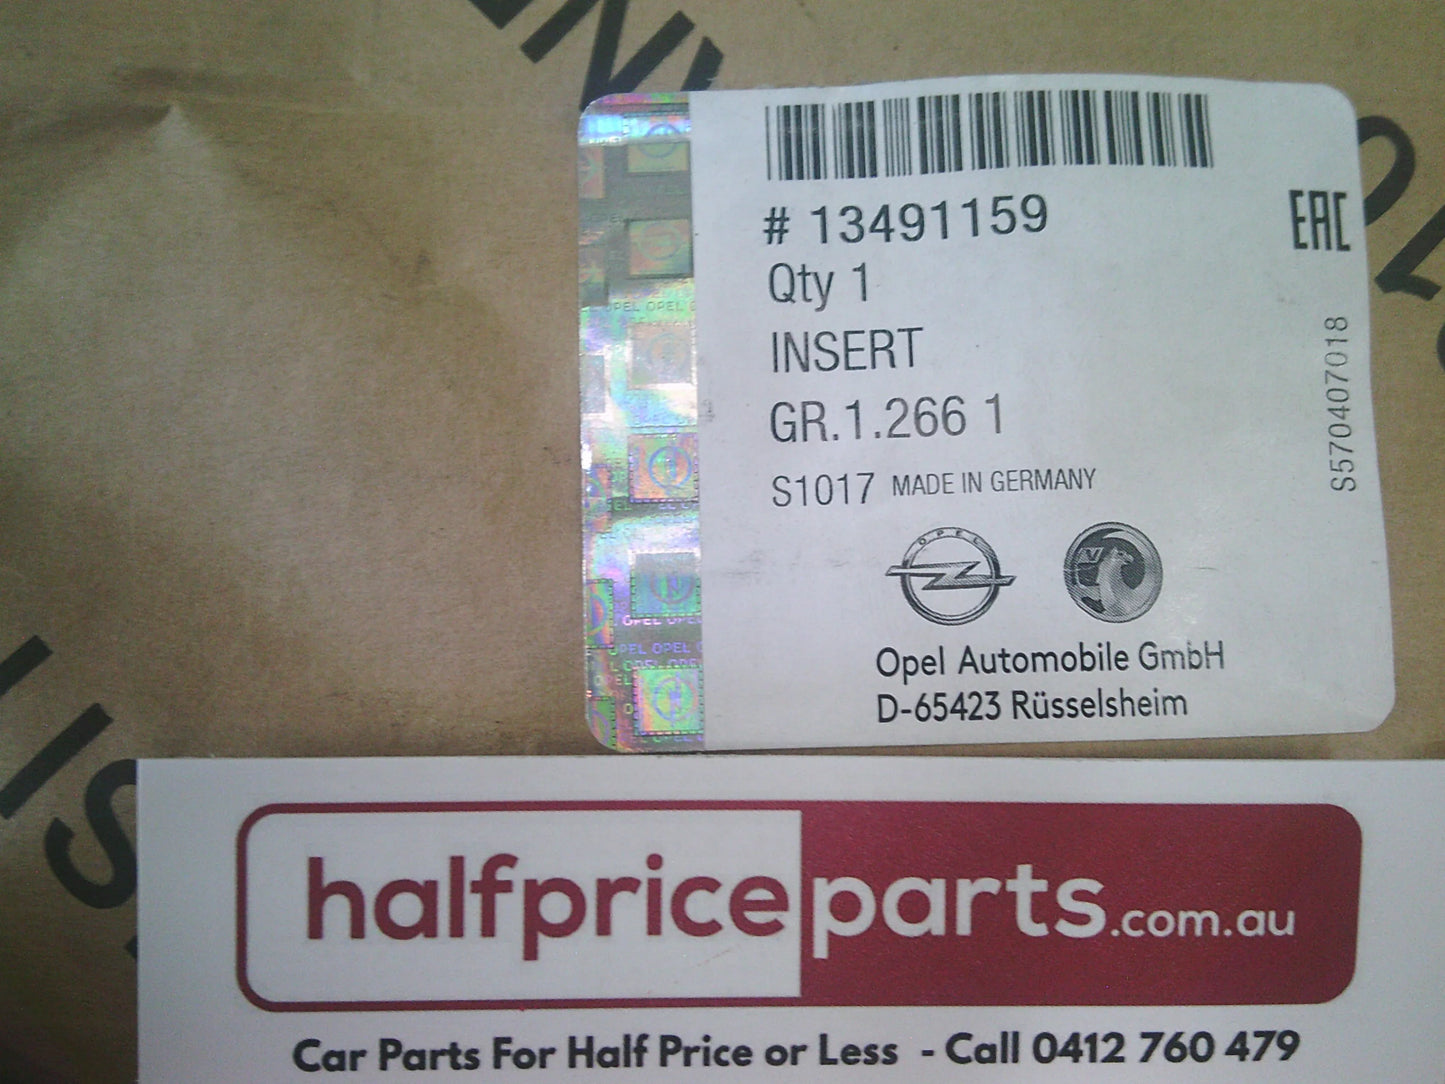 # 13491159
EAC
Qty 1
INSERT
GR.1.266 1
S1017 MADE IN GERMANY
S570407018
OPEL
Opel Automobile GmbH
D-65423 Rüsselsheim
halfpriceparts.com.au
Car Parts For Half Price or Less - Call 0412 760 479